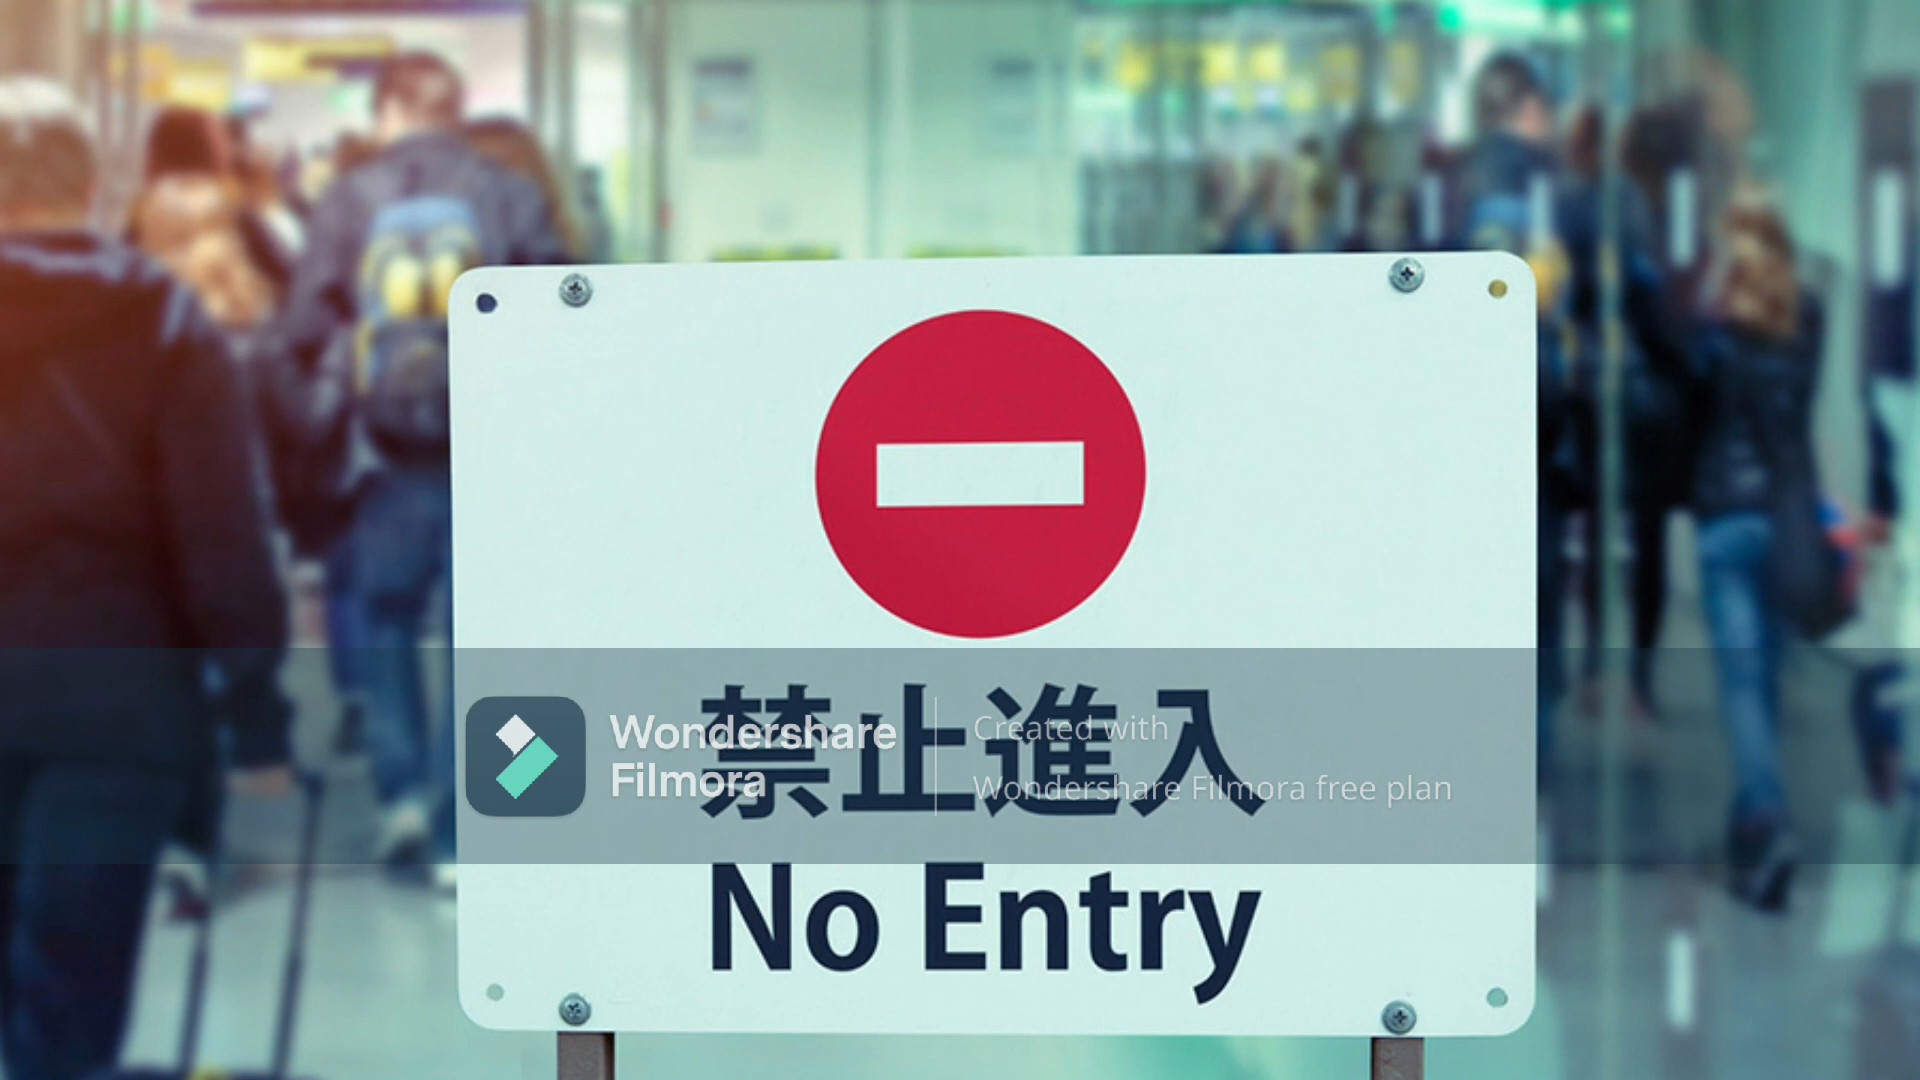 禁止進入
Wondershare
Filmora
Created with
Wondershare Filmora free plan
No Entry